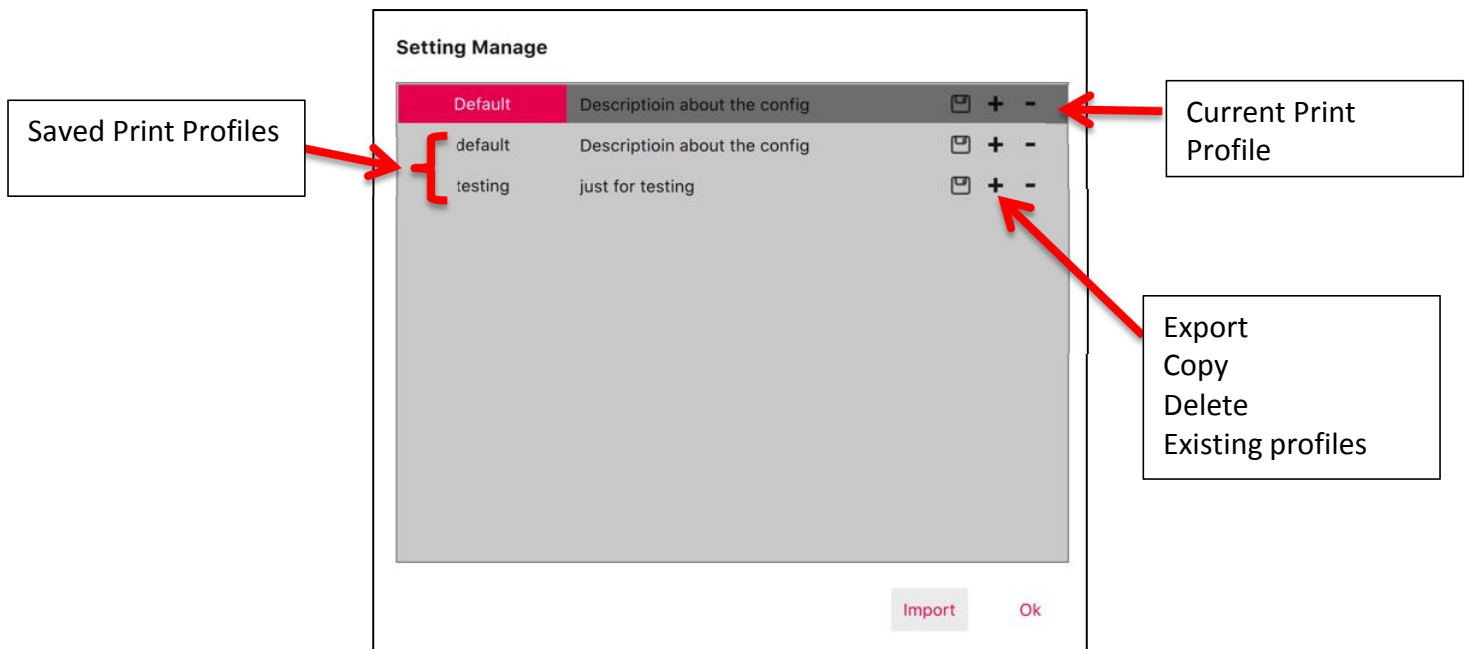 Setting Manage
Default Descriptioin about the config + -
default Descriptioin about the config + -
testing just for testing + -
Import Ok
Saved Print Profiles
Current Print
Profile
Export
Copy
Delete
Existing profiles